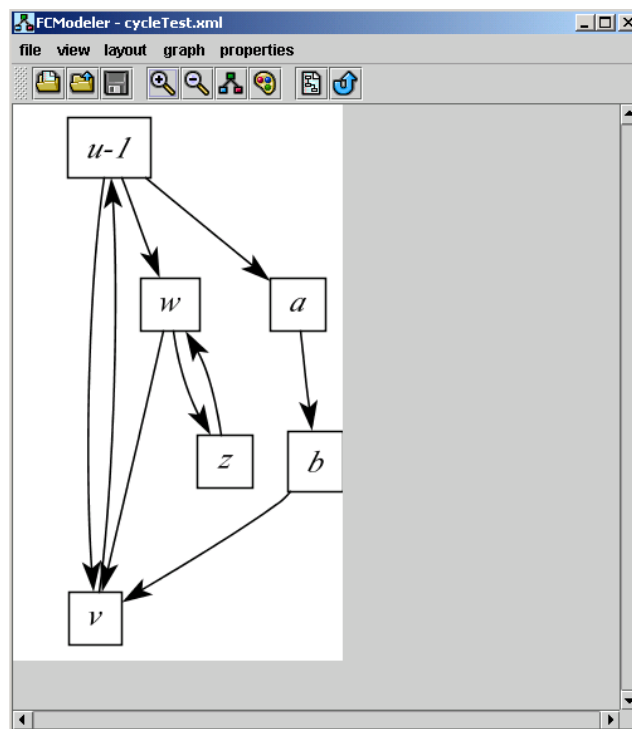 FCModeler - cycleTest.xml
file view layout graph properties
u-1
w a
z b
v